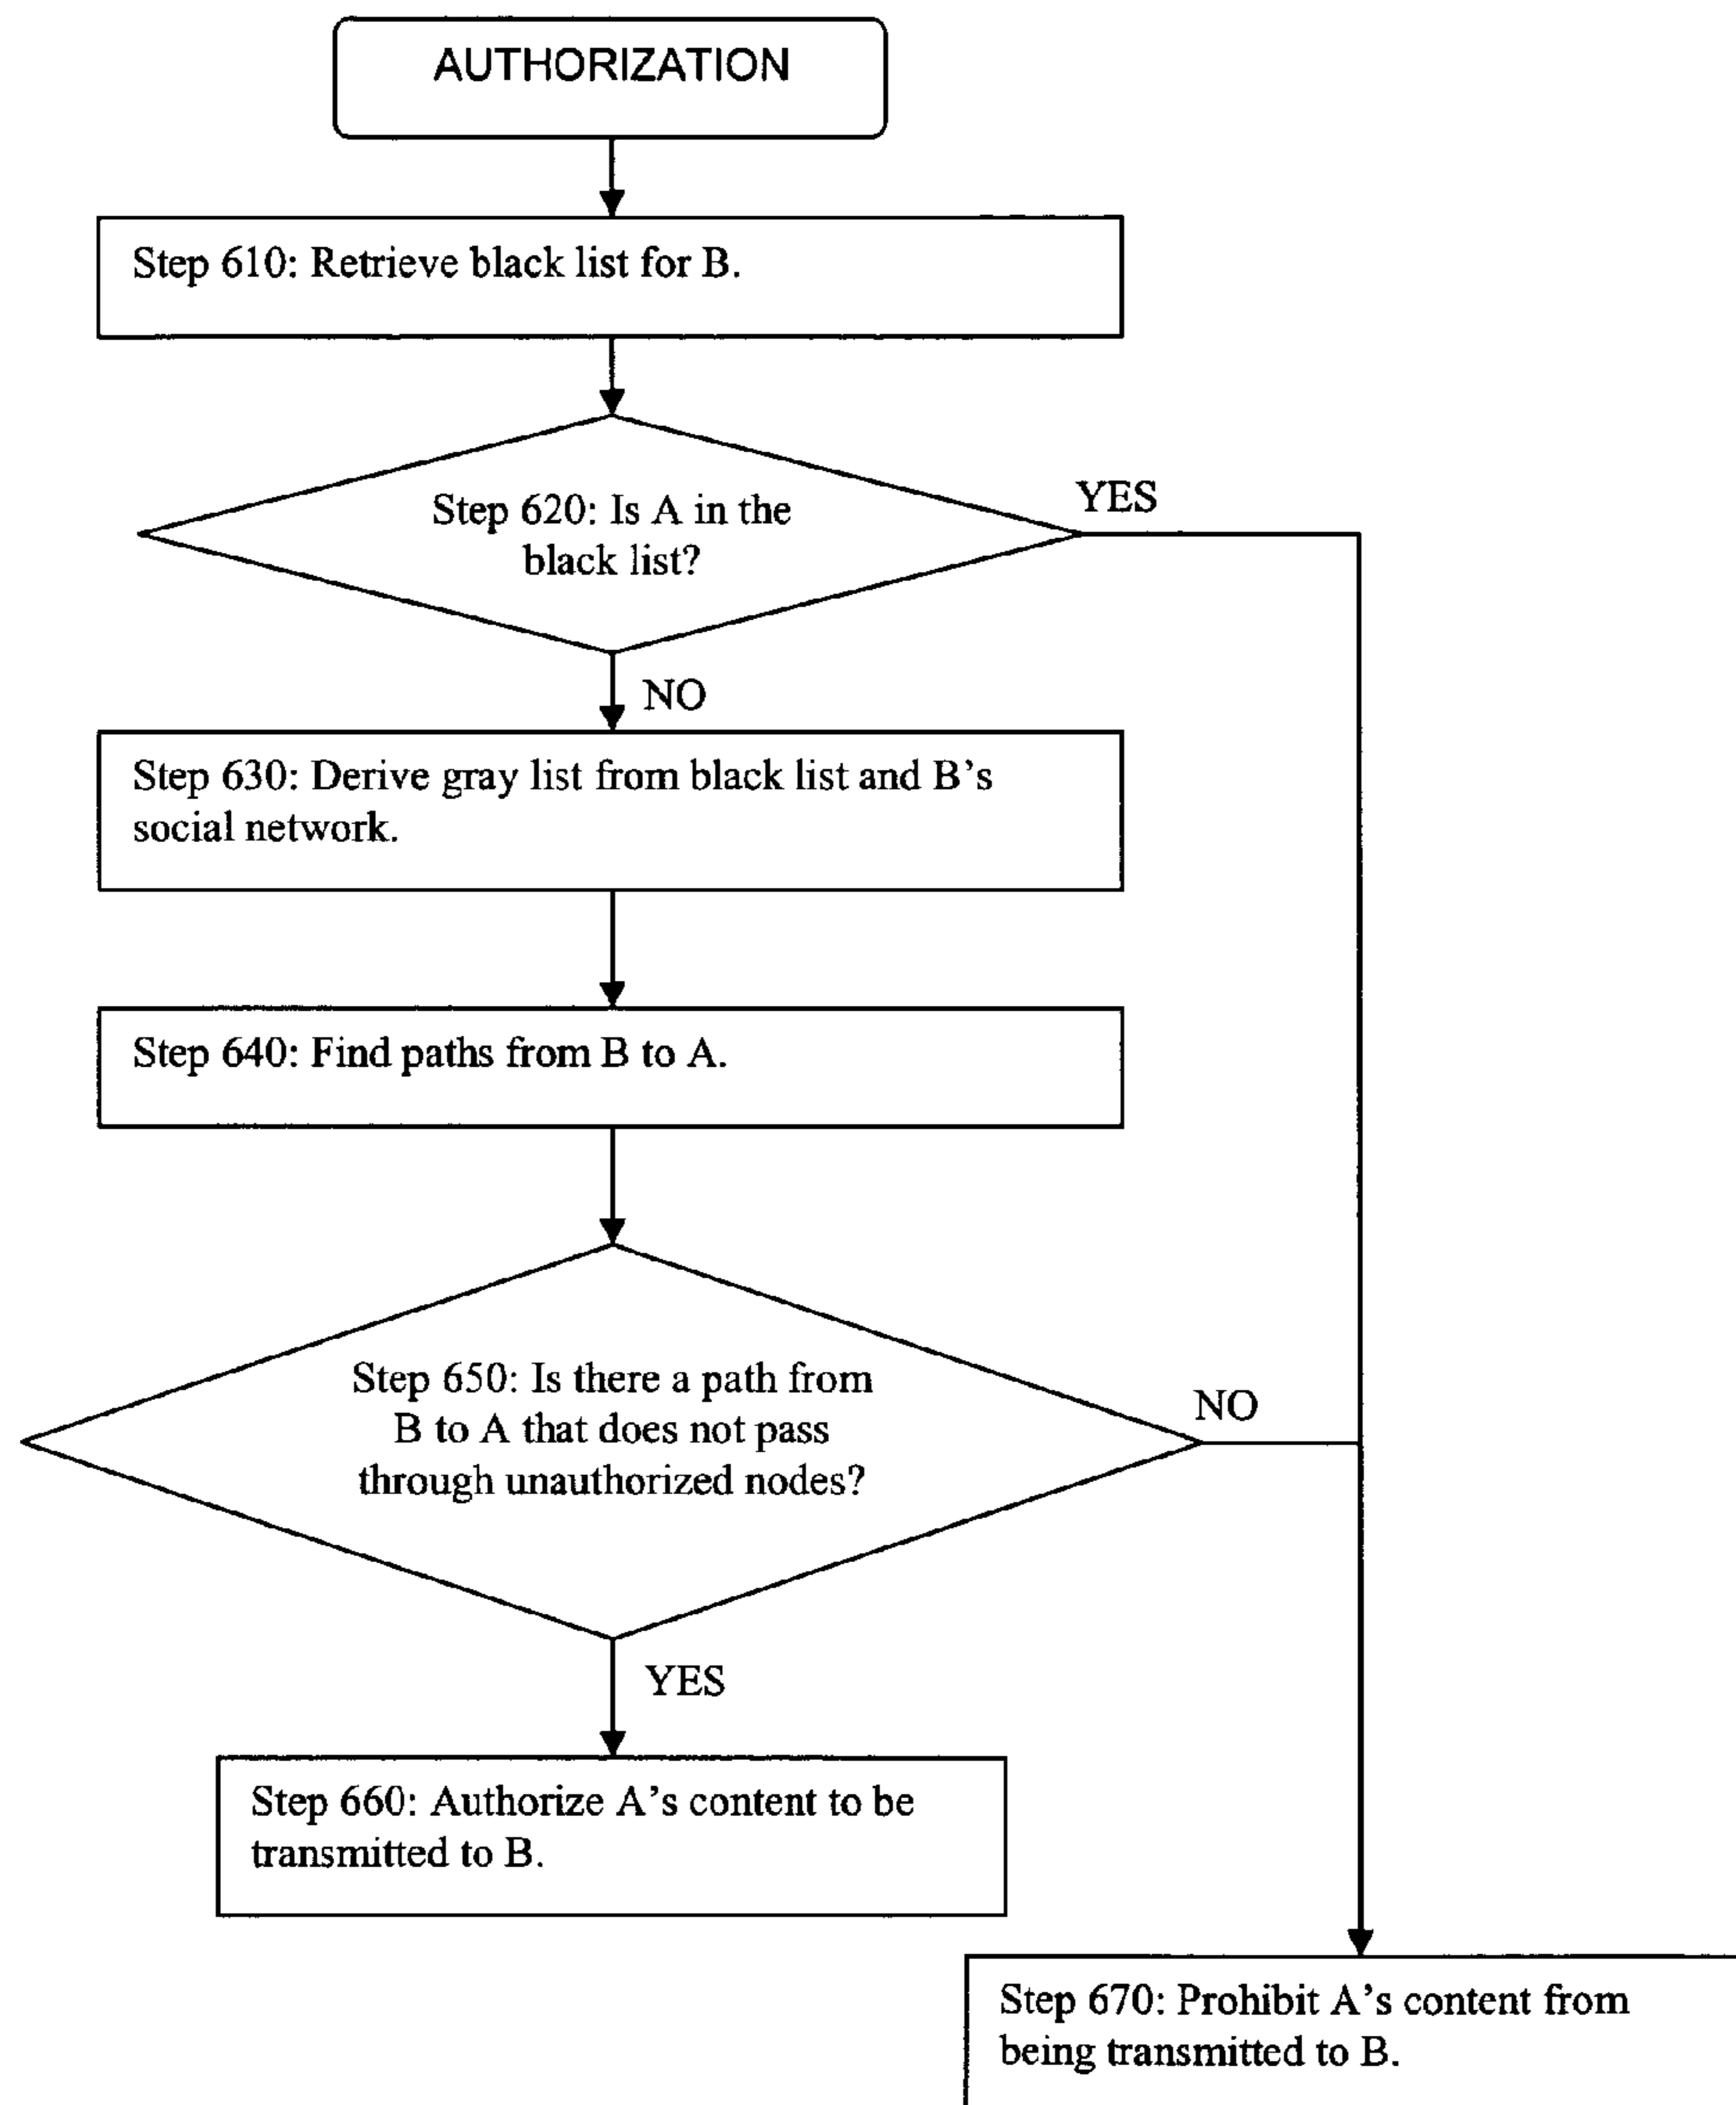 AUTHORIZATION
Step 610: Retrieve black list for B.
Step 620: Is A in the
black list?
YES
NO
Step 630: Derive gray list from black list and B's
social network.
Step 640: Find paths from B to A.
Step 650: Is there a path from
B to A that does not pass
through unauthorized nodes?
NO
YES
Step 660: Authorize A's content to be
transmitted to B.
Step 670: Prohibit A's content from
being transmitted to B.